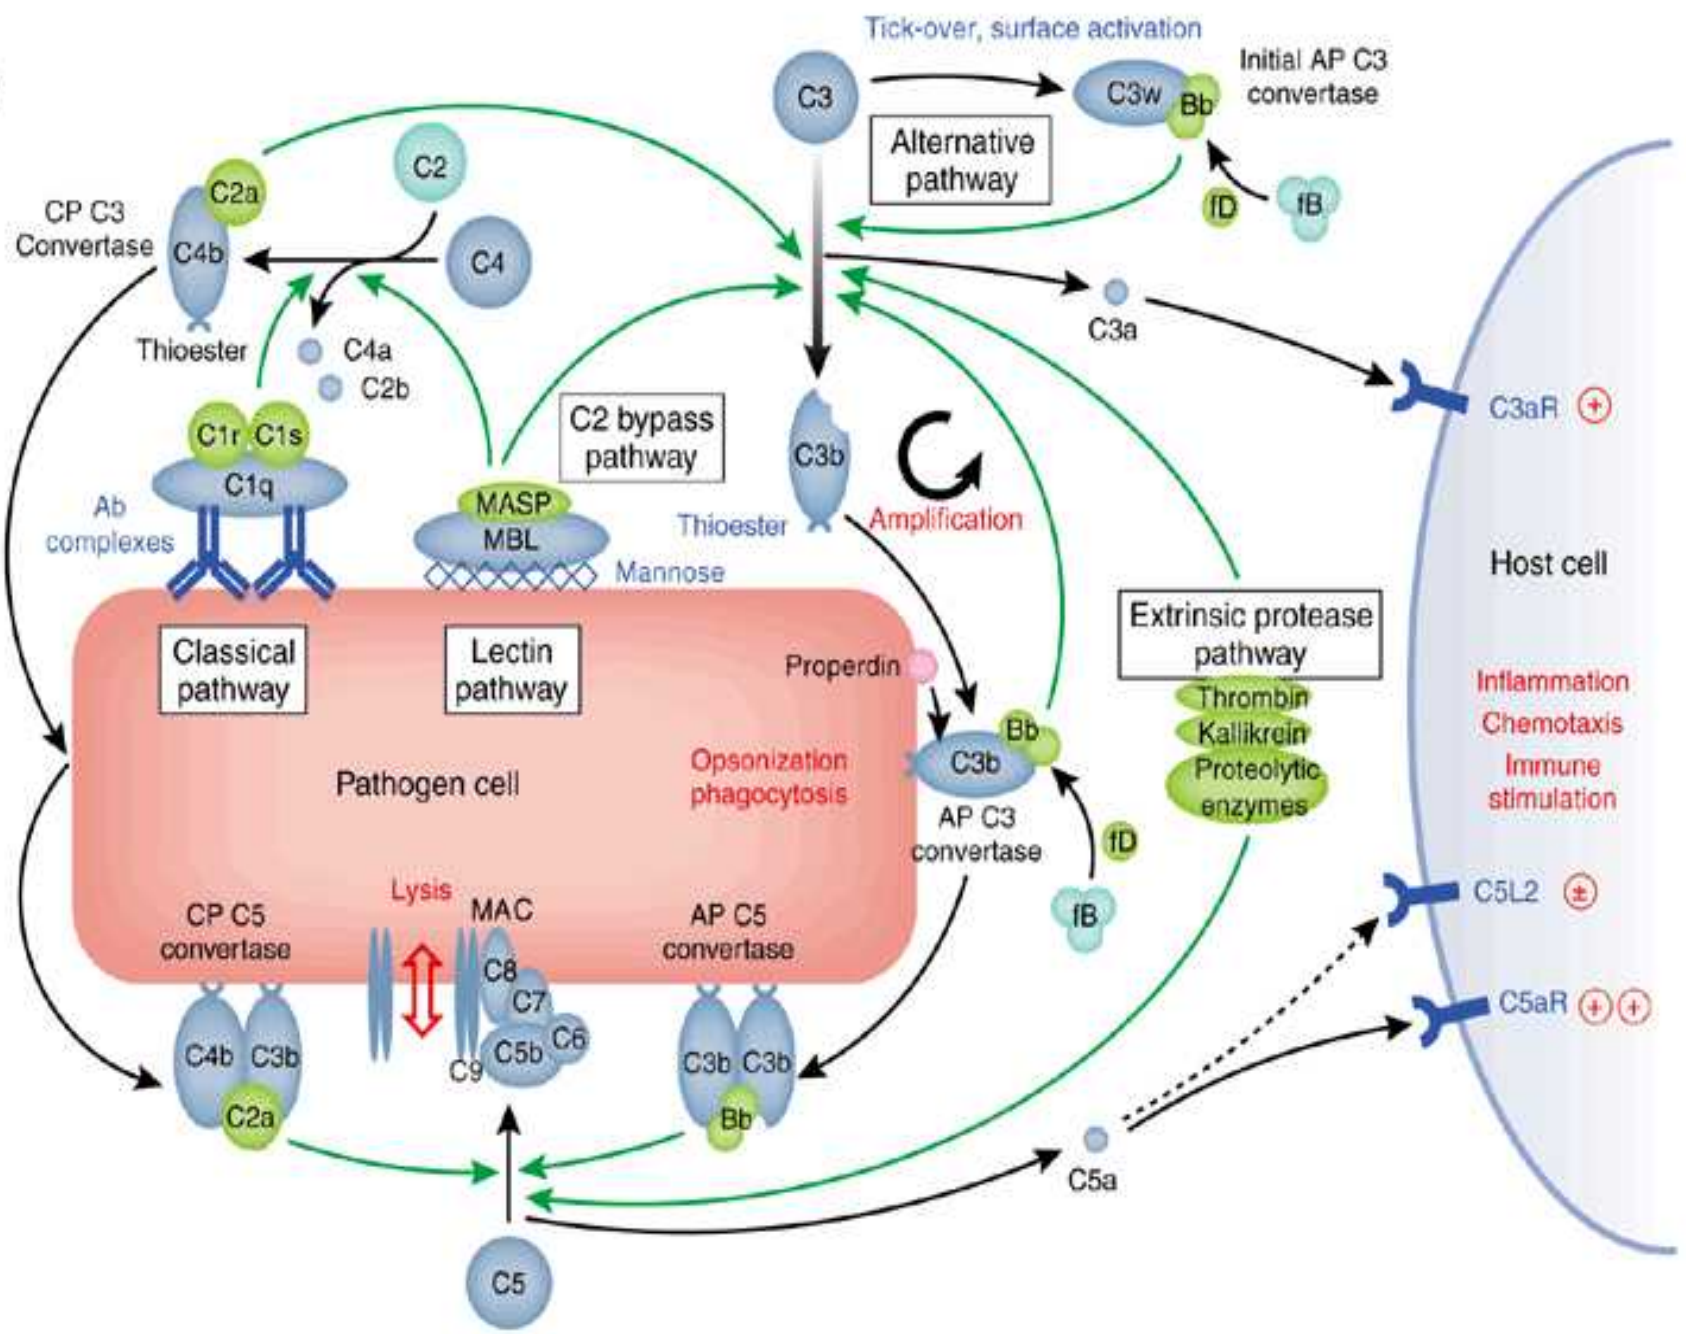 Tick-over, surface activation
C3
C3w
Bb
Initial AP C3
convertase
Alternative
pathway
fD
fB
C2
C2a
C4b
CP C3
Convertase
C4
Thioester
C4a
C2b
C3a
C3aR +
C1r
C1s
C1q
Ab
complexes
C2 bypass
pathway
MASP
MBL
Mannose
C3b
Thioester
Amplification
Host cell
Extrinsic protease
pathway
Thrombin
Kallikrein
Proteolytic
enzymes
Inflammation
Chemotaxis
Immune
stimulation
Classical
pathway
Lectin
pathway
Properdin
Bb
C3b
Opsonization
phagocytosis
Pathogen cell
AP C3
convertase
fD
fB
C5L2 ±
C5aR + +
Lysis
MAC
CP C5
convertase
AP C5
convertase
C8
C7
C6
C5b
C9
C4b
C3b
C2a
C3b
C3b
Bb
C5a
C5